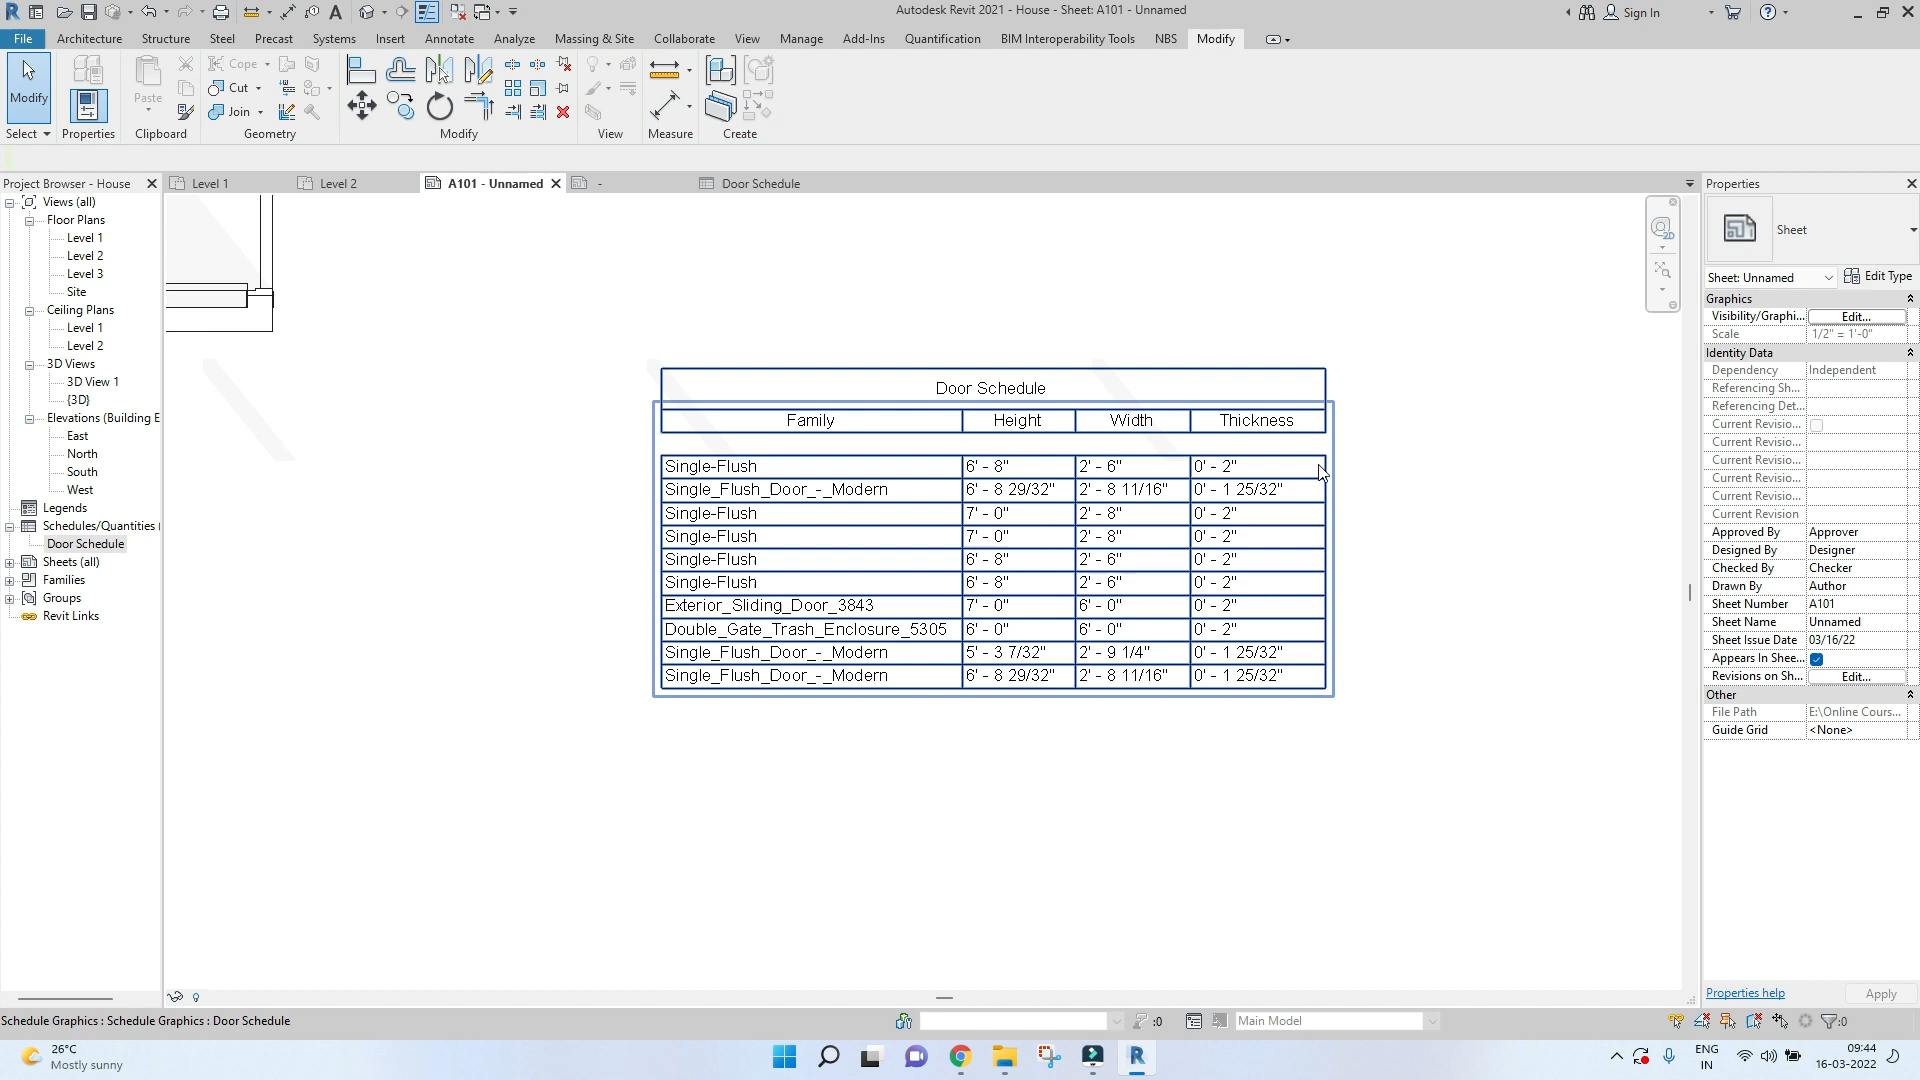 Autodesk Revit 2021 - House - Sheet: A101 - Unnamed
Sign In
File Architecture Structure Steel Precast Systems Insert Annotate Analyze Massing & Site Collaborate View Manage Add-Ins Quantification BIM Interoperability Tools NBS Modify
Modify
Paste
Cope
Cut
Join
Select Properties Clipboard Geometry Modify View Measure Create
Project Browser - House
Level 1
Level 2
A101 - Unnamed
-
Door Schedule
Properties
Views (all)
Floor Plans
Level 1
Level 2
Level 3
Site
Ceiling Plans
Level 1
Level 2
3D Views
3D View 1
{3D}
Elevations (Building E
East
North
South
West
Legends
Schedules/Quantities (
Door Schedule
Sheets (all)
Families
Groups
Revit Links
2D
Door Schedule
Family Height Width Thickness
Single-Flush 6' - 8" 2' - 6" 0' - 2"
Single_Flush_Door_-_Modern 6' - 8 29/32" 2' - 8 11/16" 0' - 1 25/32"
Single-Flush 7' - 0" 2' - 8" 0' - 2"
Single-Flush 7' - 0" 2' - 8" 0' - 2"
Single-Flush 6' - 8" 2' - 6" 0' - 2"
Single-Flush 6' - 8" 2' - 6" 0' - 2"
Exterior_Sliding_Door_3843 7' - 0" 6' - 0" 0' - 2"
Double_Gate_Trash_Enclosure_5305 6' - 0" 6' - 0" 0' - 2"
Single_Flush_Door_-_Modern 5' - 3 7/32" 2' - 9 1/4" 0' - 1 25/32"
Single_Flush_Door_-_Modern 6' - 8 29/32" 2' - 8 11/16" 0' - 1 25/32"
Sheet
Sheet: Unnamed Edit Type
Graphics
Visibility/Graphi... Edit...
Scale 1/2" = 1'-0"
Identity Data
Dependency Independent
Referencing Sh...
Referencing Det...
Current Revisio...
Current Revisio...
Current Revisio...
Current Revisio...
Current Revisio...
Current Revision
Approved By Approver
Designed By Designer
Checked By Checker
Drawn By Author
Sheet Number A101
Sheet Name Unnamed
Sheet Issue Date 03/16/22
Appears In Shee...
Revisions on Sh... Edit...
Other
File Path E:\Online Cours...
Guide Grid <None>
Properties help Apply
Schedule Graphics : Schedule Graphics : Door Schedule
:0
Main Model
:0
26°C
Mostly sunny
ENG
IN
09:44
16-03-2022